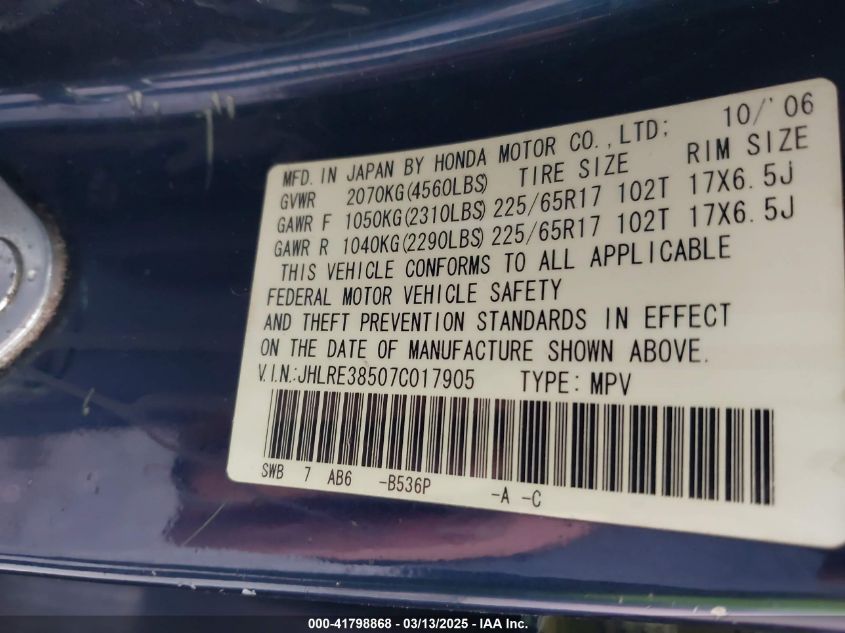 MFD. IN JAPAN BY HONDA MOTOR CO.,LTD; 10/'06
GVWR 2070KG(4560LBS) TIRE SIZE RIM SIZE
GAWR F 1050KG(2310LBS) 225/65R17 102T 17X6.5J
GAWR R 1040KG(2290LBS) 225/65R17 102T 17X6.5J
THIS VEHICLE CONFORMS TO ALL APPLICABLE
FEDERAL MOTOR VEHICLE SAFETY
AND THEFT PREVENTION STANDARDS IN EFFECT
ON THE DATE OF MANUFACTURE SHOWN ABOVE.
V.I.N.:JHLRE38507C017905 TYPE: MPV
SWB 7 AB6 -B536P -A -C
000-41798868 - 03/13/2025 - IAA Inc.